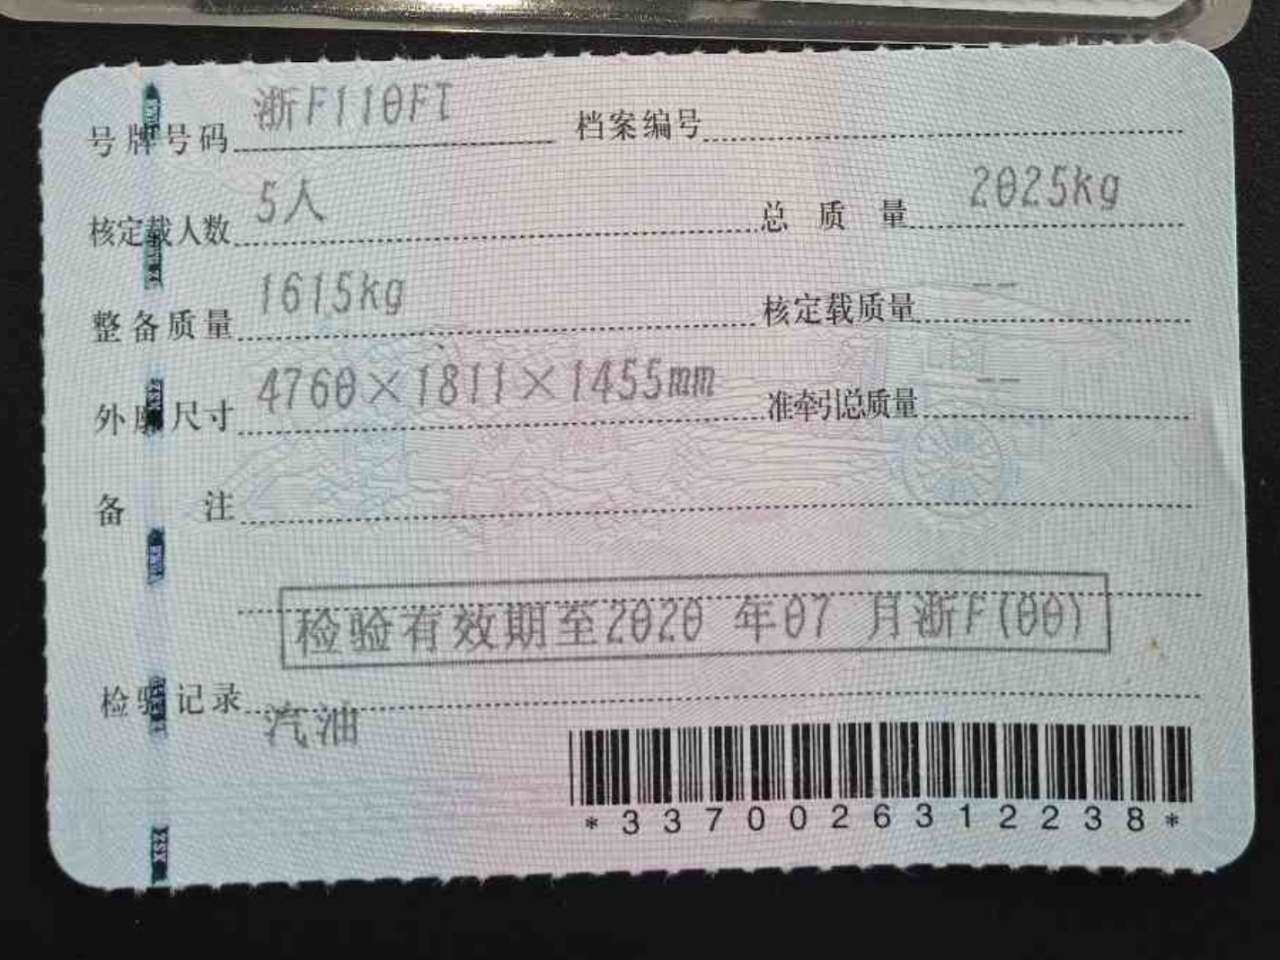 号牌号码 浙F110FT 档案编号
核定载人数 5人 总质量 2025kg
整备质量 1615kg 核定载质量 --
外廓尺寸 4760×1811×1455mm 准牵引总质量 --
备注
检验有效期至2020 年07 月浙F(00)
检验记录
汽油
*3370026312238*